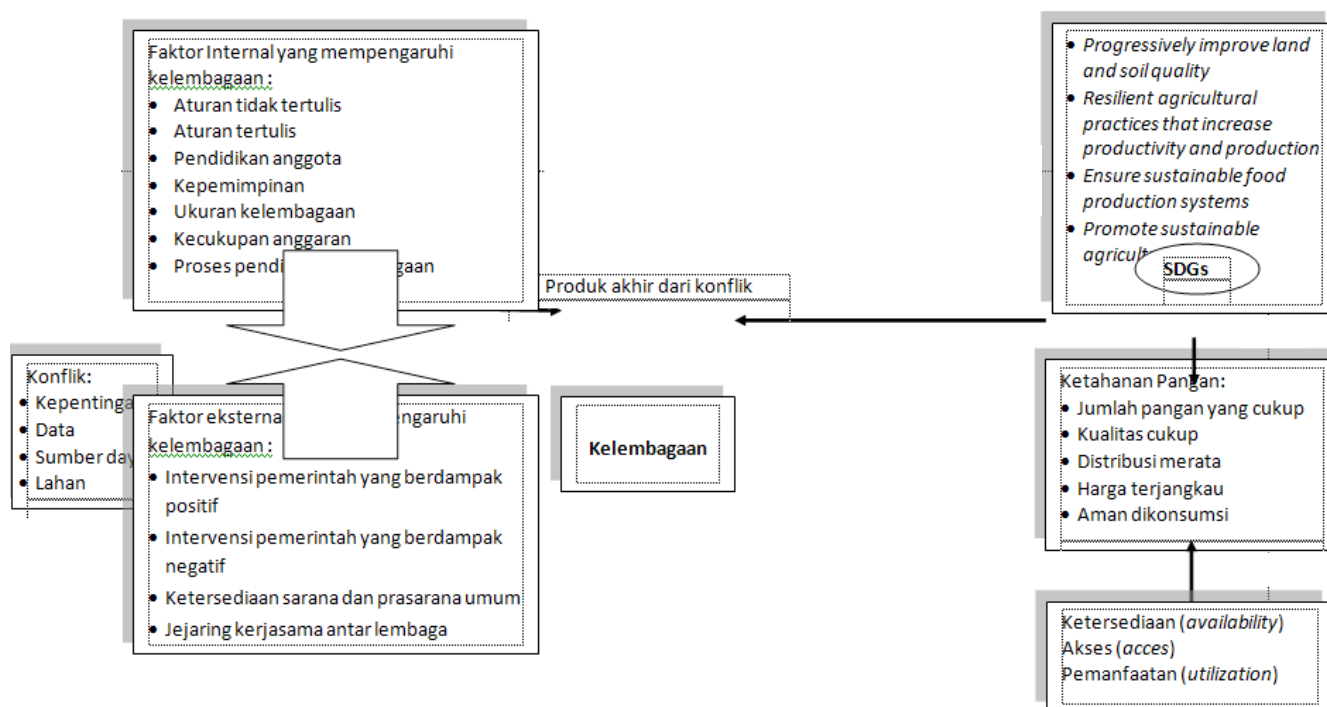 Faktor Internal yang mempengaruhi
kelembagaan :
• Aturan tidak tertulis
• Aturan tertulis
• Pendidikan anggota
• Kepemimpinan
• Ukuran kelembagaan
• Kecukupan anggaran
• Proses pendi gaan
Produk akhir dari konflik
Konflik:
• Kepentinga
• Data
• Sumber day
• Lahan
Faktor eksterna engaruhi
kelembagaan :
• Intervensi pemerintah yang berdampak
positif
• Intervensi pemerintah yang berdampak
negatif
• Ketersediaan sarana dan prasarana umum
• Jejaring kerjasama antar lembaga
Kelembagaan
• Progressively improve land
and soil quality
• Resilient agricultural
practices that increase
productivity and production
• Ensure sustainable food
production systems
• Promote sustainable
agricult
SDGs
Ketahanan Pangan:
• Jumlah pangan yang cukup
• Kualitas cukup
• Distribusi merata
• Harga terjangkau
• Aman dikonsumsi
Ketersediaan (availability)
Akses (acces)
Pemanfaatan (utilization)